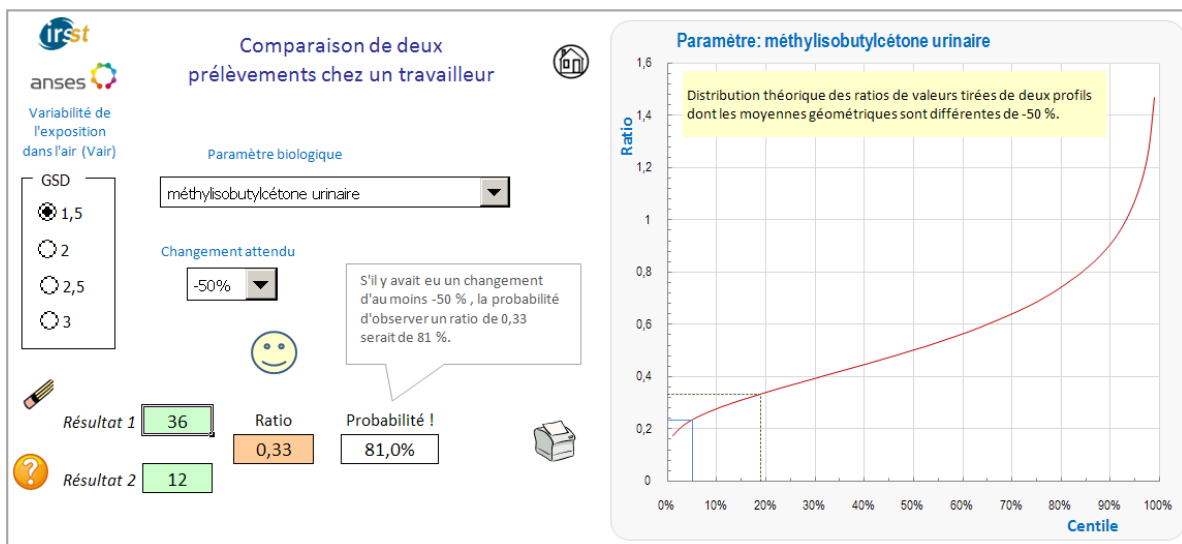 irsst
anses
Comparaison de deux
prélèvements chez un travailleur
Variabilité de
l'exposition
dans l'air (Vair)
GSD
1,5
2
2,5
3
Paramètre biologique
méthylisobutylcétone urinaire
Changement attendu
-50%
S'il y avait eu un changement
d'au moins -50 % , la probabilité
d'observer un ratio de 0,33
serait de 81 %.
Résultat 1
36
Ratio
0,33
Probabilité !
81,0%
?
Résultat 2
12
Paramètre: méthylisobutylcétone urinaire
Distribution théorique des ratios de valeurs tirées de deux profils
dont les moyennes géométriques sont différentes de -50 %.
Ratio
1,6
1,4
1,2
1
0,8
0,6
0,4
0,2
0
0% 10% 20% 30% 40% 50% 60% 70% 80% 90% 100%
Centile